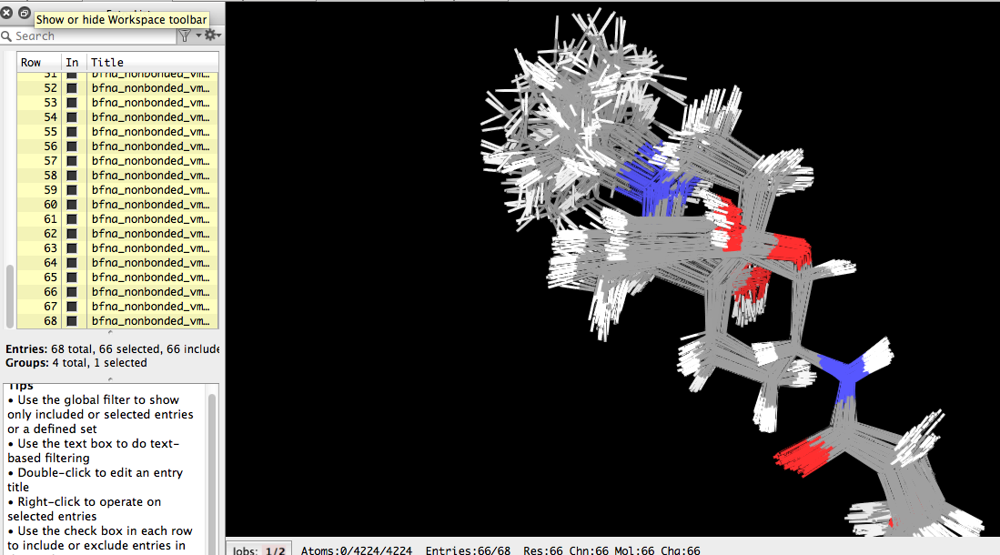 Show or hide Workspace toolbar
Search
Row In Title
51 bfna_nonbonded_vm…
52 bfna_nonbonded_vm…
53 bfna_nonbonded_vm…
54 bfna_nonbonded_vm…
55 bfna_nonbonded_vm…
56 bfna_nonbonded_vm…
57 bfna_nonbonded_vm…
58 bfna_nonbonded_vm…
59 bfna_nonbonded_vm…
60 bfna_nonbonded_vm…
61 bfna_nonbonded_vm…
62 bfna_nonbonded_vm…
63 bfna_nonbonded_vm…
64 bfna_nonbonded_vm…
65 bfna_nonbonded_vm…
66 bfna_nonbonded_vm…
67 bfna_nonbonded_vm…
68 bfna_nonbonded_vm…
Entries: 68 total, 66 selected, 66 include
Groups: 4 total, 1 selected
Tips
• Use the global filter to show
only included or selected entries
or a defined set
• Use the text box to do text-
based filtering
• Double-click to edit an entry
title
• Right-click to operate on
selected entries
• Use the check box in each row
to include or exclude entries in
Jobs: 1/2 Atoms:0/4224/4224 Entries:66/68 Res:66 Chn:66 Mol:66 Chg:66